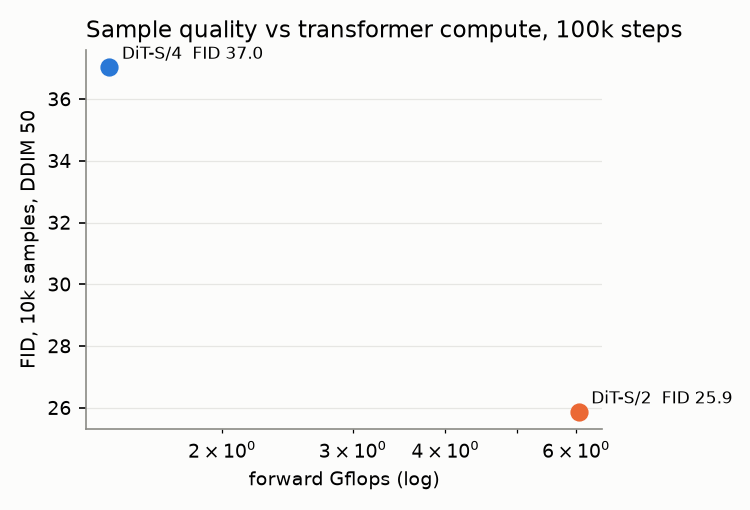 Sample quality vs transformer compute, 100k steps
DiT-S/4 FID 37.0
FID, 10k samples, DDIM 50
36
34
32
30
28
26
DiT-S/2 FID 25.9
2 × 10⁰ 3 × 10⁰ 4 × 10⁰ 6 × 10⁰
forward Gflops (log)